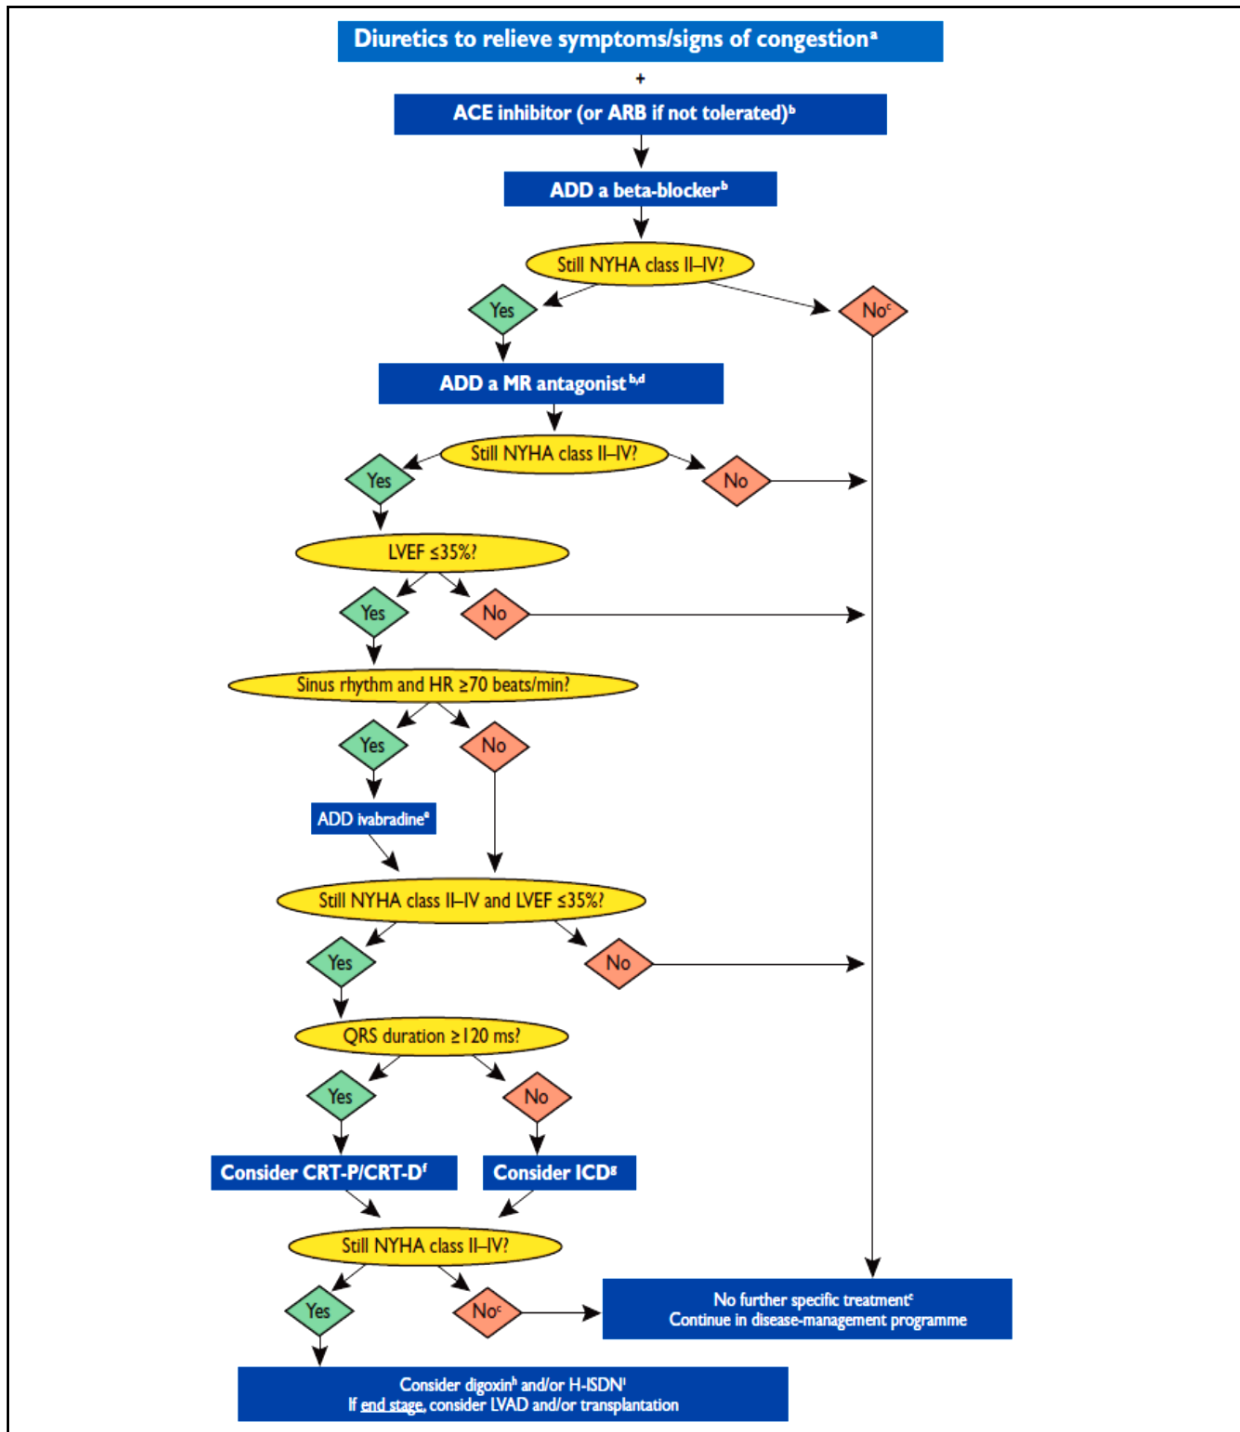 Diuretics to relieve symptoms/signs of congestionᵃ
+
ACE inhibitor (or ARB if not tolerated)ᵇ
ADD a beta-blockerᵇ
Still NYHA class II–IV?
Yes
Noᶜ
ADD a MR antagonistᵇ,ᵈ
Still NYHA class II–IV?
Yes
No
LVEF ≤35%?
Yes
No
Sinus rhythm and HR ≥70 beats/min?
Yes
No
ADD ivabradineᵉ
Still NYHA class II–IV and LVEF ≤35%?
Yes
No
QRS duration ≥120 ms?
Yes
No
Consider CRT-P/CRT-Dᶠ
Consider ICDᵍ
Still NYHA class II–IV?
Yes
Noᶜ
No further specific treatmentᶜ
Continue in disease-management programme
Consider digoxinʰ and/or H-ISDNⁱ
If end stage, consider LVAD and/or transplantation